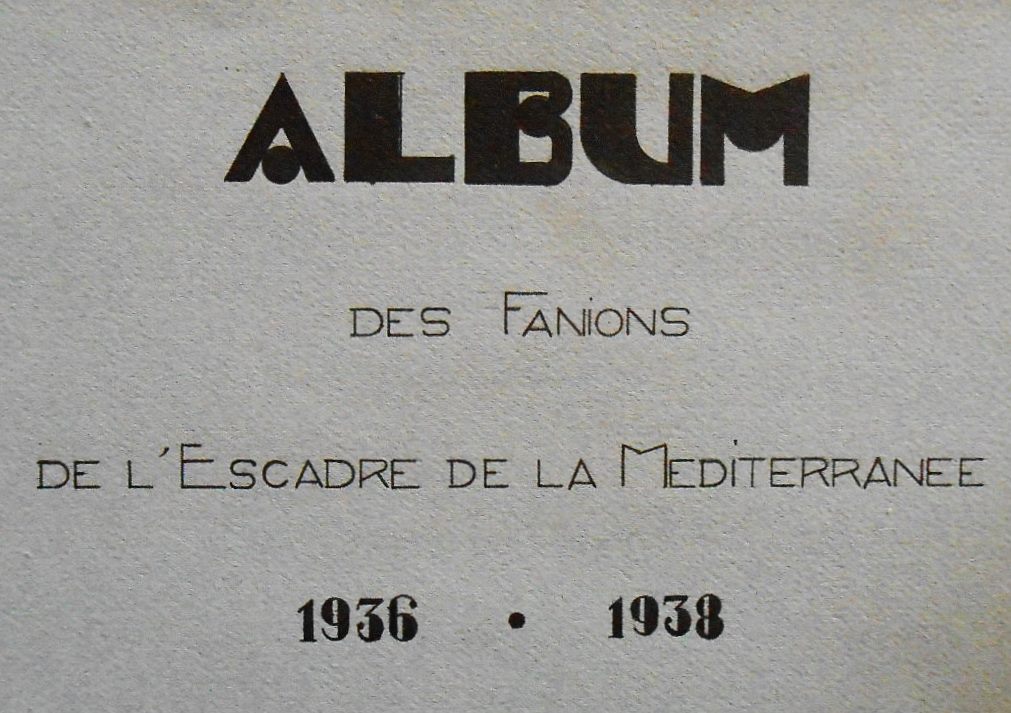 ALBUM
DES FANiONS
DE L'ESCADRE DE LA MEDiTERRANEE
1936 • 1938